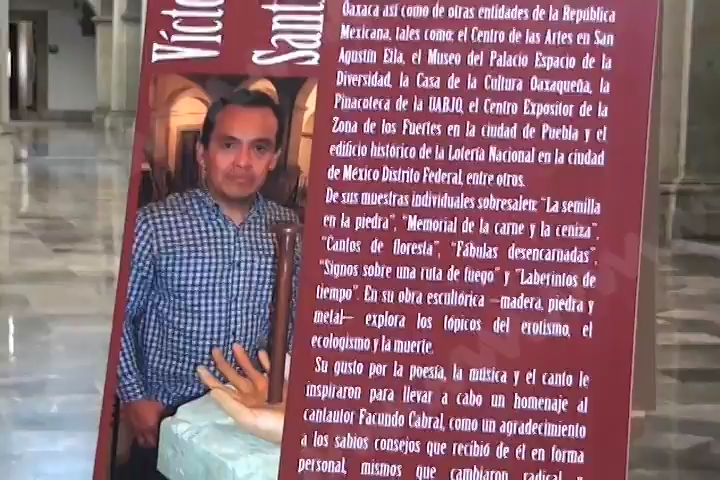 Oaxaca así como de otras entidades de la República
Mexicana, tales como: el Centro de las Artes en San
Agustín Etla, el Museo del Palacio Espacio de la
Diversidad, la Casa de la Cultura Oaxaqueña, la
Pinacoteca de la UABJO, el Centro Expositor de la
Zona de los Fuertes en la ciudad de Puebla y el
edificio histórico de la Lotería Nacional en la ciudad
de México Distrito Federal, entre otros.
De sus muestras individuales sobresalen: "La semilla
en la piedra", "Memorial de la carne y la ceniza",
"Cantos de floresta", "Fábulas desencarnadas",
"Signos sobre una ruta de fuego" y "Laberintos de
tiempo". En su obra escultórica —madera, piedra y
metal— explora los tópicos del erotismo, el
ecologismo y la muerte.
Su gusto por la poesía, la música y el canto le
inspiraron para llevar a cabo un homenaje al
cantautor Facundo Cabral, como un agradecimiento
a los sabios consejos que recibió de él en forma
personal, mismos que cambiaron